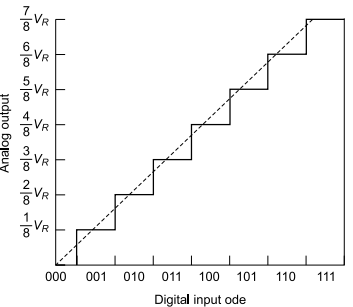 7/8 V_R
6/8 V_R
5/8 V_R
4/8 V_R
3/8 V_R
2/8 V_R
1/8 V_R
Analog output
000 001 010 011 100 101 110 111
Digital input ode